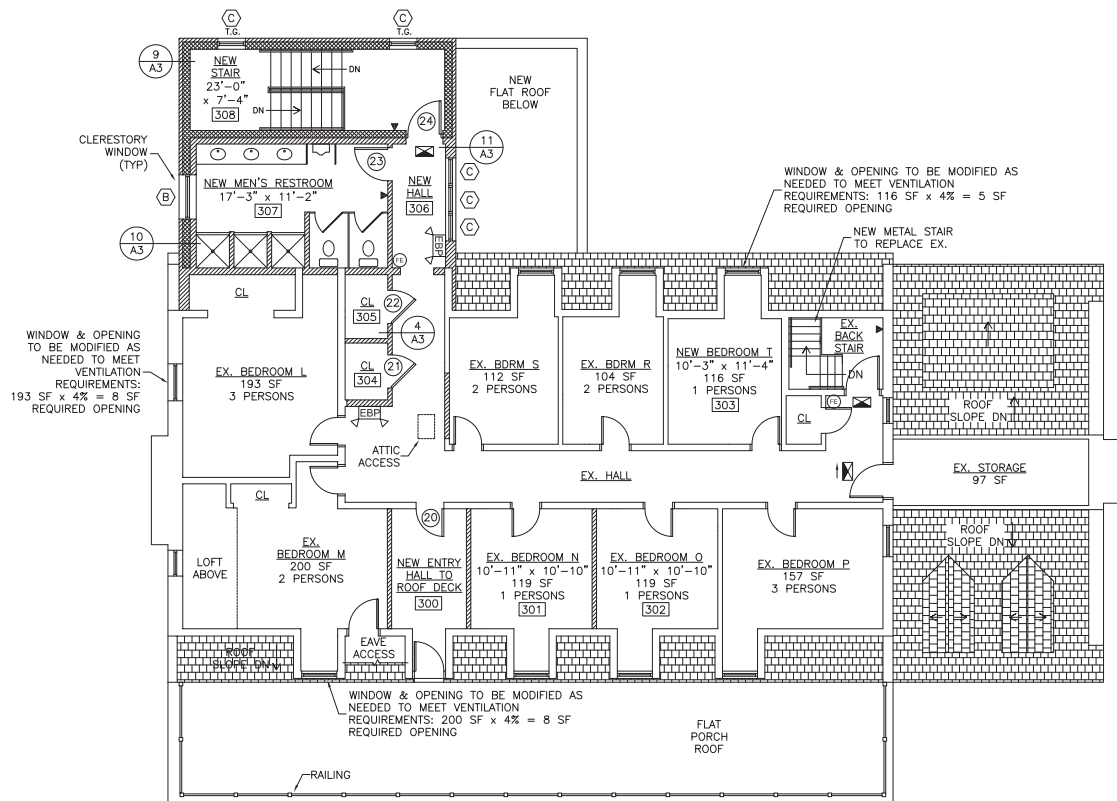 C
T.G.
C
T.G.
9
A3
NEW
STAIR
23'-0"
x 7'-4"
308
DN
DN
NEW
FLAT ROOF
BELOW
24
11
A3
CLERESTORY
WINDOW
(TYP)
B
23
NEW MEN'S RESTROOM
17'-3" x 11'-2"
307
NEW
HALL
306
C
C
C
WINDOW & OPENING TO BE MODIFIED AS
NEEDED TO MEET VENTILATION
REQUIREMENTS: 116 SF x 4% = 5 SF
REQUIRED OPENING
NEW METAL STAIR
TO REPLACE EX.
10
A3
EBP
FE
CL
CL
305
22
4
A3
CL
304
21
EBP
WINDOW & OPENING
TO BE MODIFIED AS
NEEDED TO MEET
VENTILATION
REQUIREMENTS:
193 SF x 4% = 8 SF
REQUIRED OPENING
EX. BEDROOM L
193 SF
3 PERSONS
EX. BDRM S
112 SF
2 PERSONS
EX. BDRM R
104 SF
2 PERSONS
NEW BEDROOM T
10'-3" x 11'-4"
116 SF
1 PERSONS
303
EX.
BACK
STAIR
DN
FE
CL
ROOF
SLOPE DN
ATTIC
ACCESS
EX. HALL
EX. STORAGE
97 SF
CL
LOFT
ABOVE
EX.
BEDROOM M
200 SF
2 PERSONS
20
NEW ENTRY
HALL TO
ROOF DECK
300
EX. BEDROOM N
10'-11" x 10'-10"
119 SF
1 PERSONS
301
EX. BEDROOM O
10'-11" x 10'-10"
119 SF
1 PERSONS
302
EX. BEDROOM P
157 SF
3 PERSONS
ROOF
SLOPE DN
ROOF
SLOPE DN
EAVE
ACCESS
WINDOW & OPENING TO BE MODIFIED AS
NEEDED TO MEET VENTILATION
REQUIREMENTS: 200 SF x 4% = 8 SF
REQUIRED OPENING
FLAT
PORCH
ROOF
RAILING